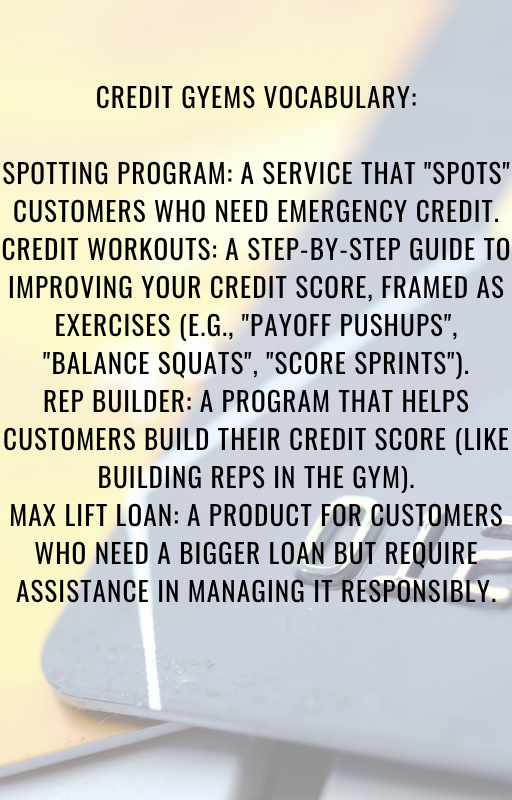 CREDIT GYEMS VOCABULARY:
SPOTTING PROGRAM: A SERVICE THAT "SPOTS"
CUSTOMERS WHO NEED EMERGENCY CREDIT.
CREDIT WORKOUTS: A STEP-BY-STEP GUIDE TO
IMPROVING YOUR CREDIT SCORE, FRAMED AS
EXERCISES (E.G., "PAYOFF PUSHUPS",
"BALANCE SQUATS", "SCORE SPRINTS").
REP BUILDER: A PROGRAM THAT HELPS
CUSTOMERS BUILD THEIR CREDIT SCORE (LIKE
BUILDING REPS IN THE GYM).
MAX LIFT LOAN: A PRODUCT FOR CUSTOMERS
WHO NEED A BIGGER LOAN BUT REQUIRE
ASSISTANCE IN MANAGING IT RESPONSIBLY.